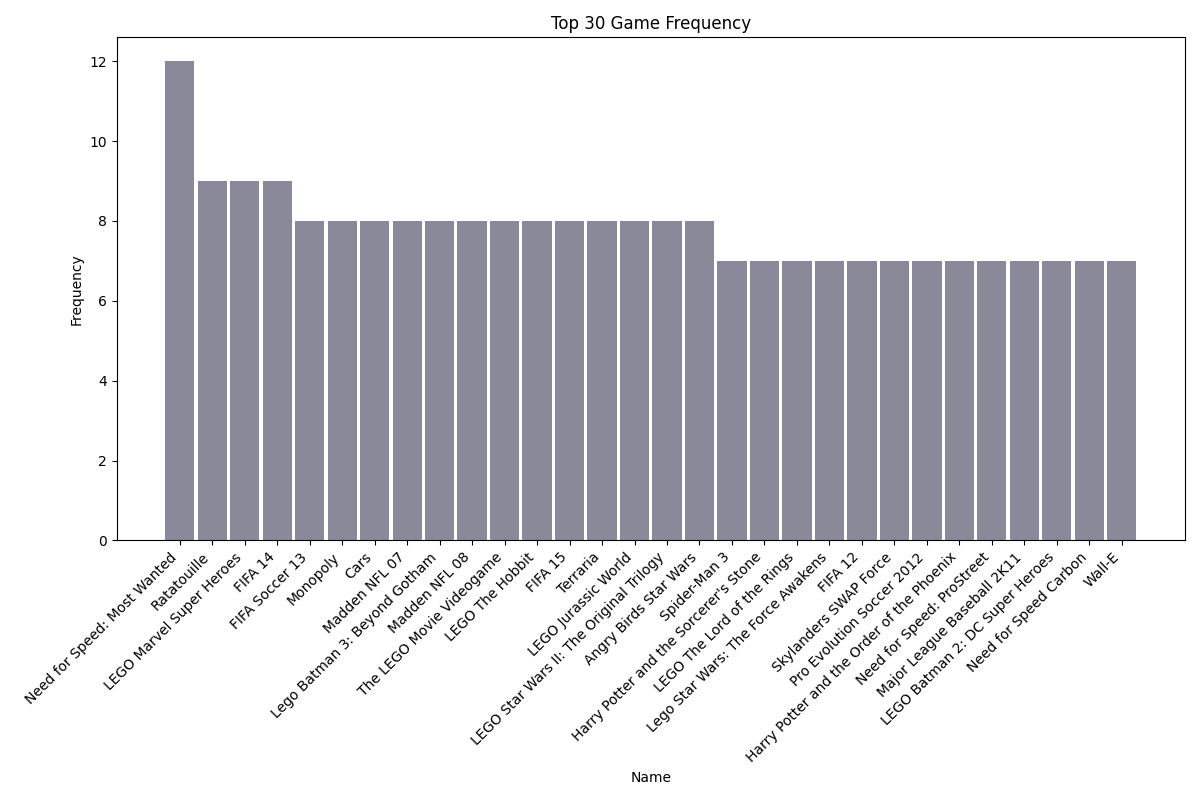 Top 30 Game Frequency
Frequency
12
10
8
6
4
2
0
Need for Speed: Most Wanted
Ratatouille
LEGO Marvel Super Heroes
FIFA 14
FIFA Soccer 13
Monopoly
Cars
Madden NFL 07
Lego Batman 3: Beyond Gotham
Madden NFL 08
The LEGO Movie Videogame
LEGO The Hobbit
FIFA 15
Terraria
LEGO Jurassic World
LEGO Star Wars II: The Original Trilogy
Angry Birds Star Wars
Spider-Man 3
Harry Potter and the Sorcerer's Stone
LEGO The Lord of the Rings
Lego Star Wars: The Force Awakens
FIFA 12
Skylanders SWAP Force
Pro Evolution Soccer 2012
Harry Potter and the Order of the Phoenix
Need for Speed: ProStreet
Major League Baseball 2K11
LEGO Batman 2: DC Super Heroes
Need for Speed Carbon
Wall-E
Name